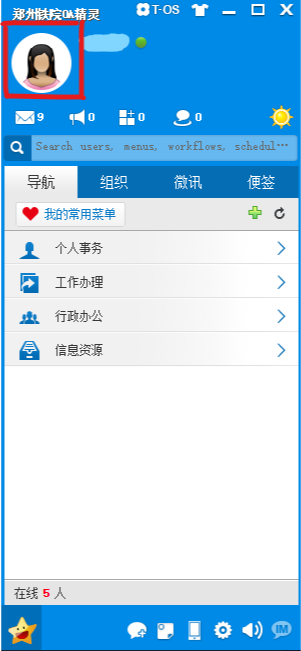 郑州铁院OA精灵 T-OS
9 0 0 0
Search users, menus, workflows, schedul…
导航 组织 微讯 便签
我的常用菜单
个人事务
工作办理
行政办公
信息资源
在线 5 人
IM